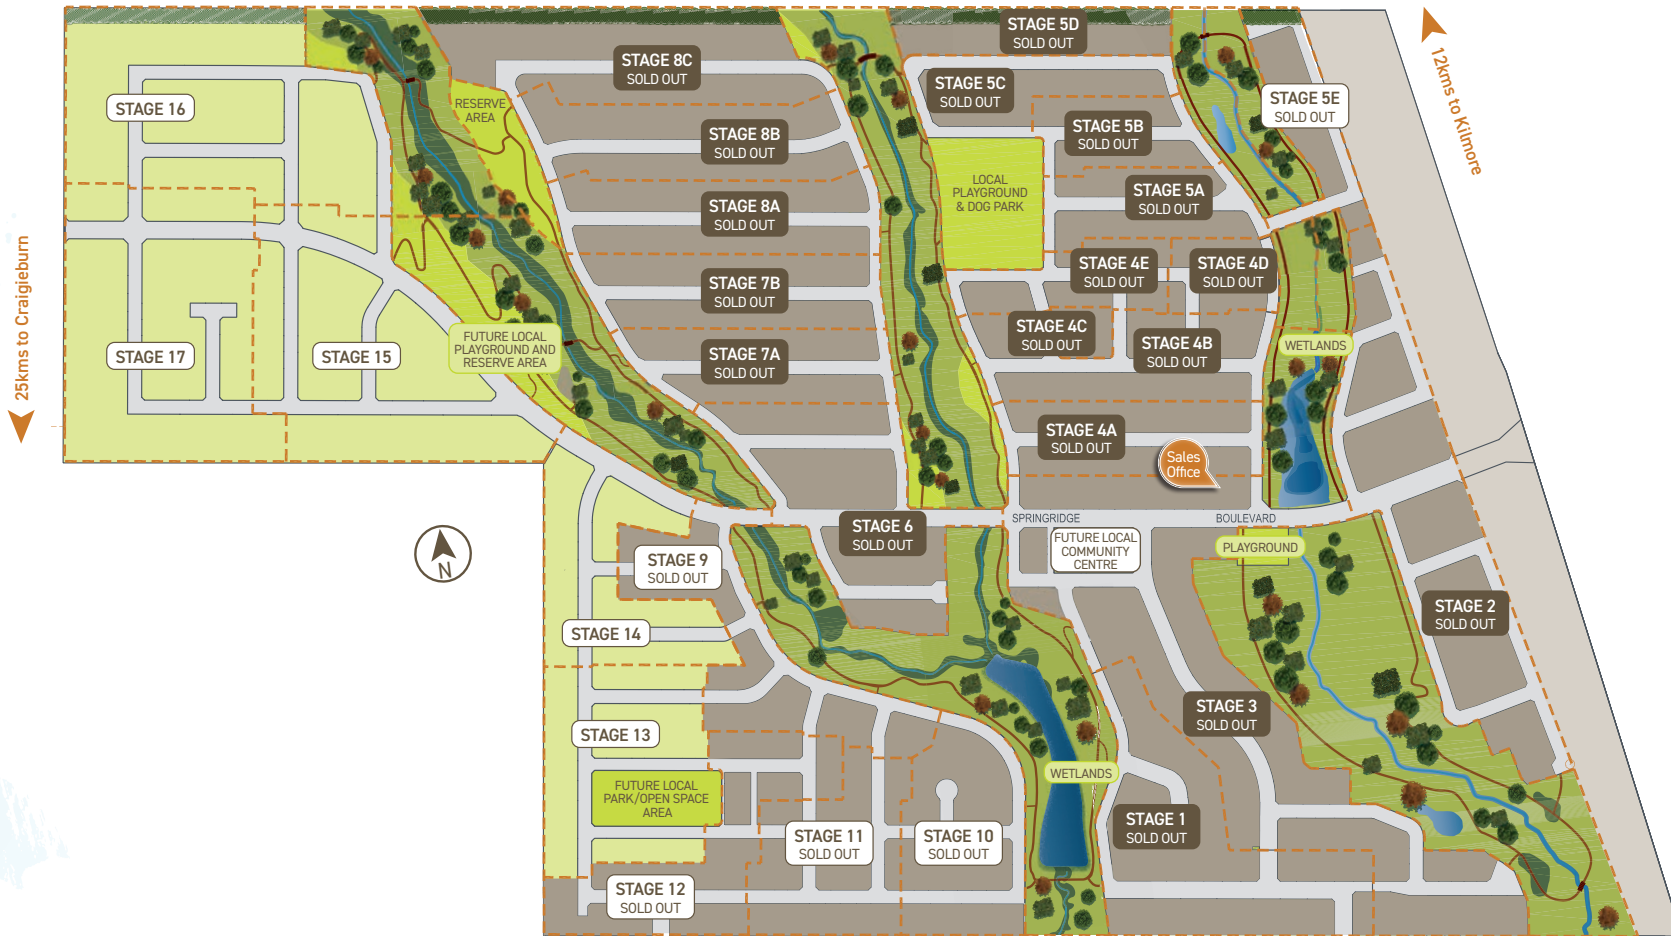 STAGE 5D
SOLD OUT
STAGE 8C
SOLD OUT
STAGE 5C
SOLD OUT
STAGE 5E
SOLD OUT
12kms to Kilmore
STAGE 16
RESERVE
AREA
STAGE 8B
SOLD OUT
STAGE 5B
SOLD OUT
LOCAL
PLAYGROUND
& DOG PARK
STAGE 5A
SOLD OUT
STAGE 8A
SOLD OUT
STAGE 4E
SOLD OUT
STAGE 4D
SOLD OUT
25kms to Craigieburn
STAGE 7B
SOLD OUT
STAGE 4C
SOLD OUT
STAGE 4B
SOLD OUT
WETLANDS
STAGE 17
STAGE 15
FUTURE LOCAL
PLAYGROUND AND
RESERVE AREA
STAGE 7A
SOLD OUT
STAGE 4A
SOLD OUT
Sales
Office
SPRINGRIDGE BOULEVARD
STAGE 6
SOLD OUT
FUTURE LOCAL
COMMUNITY
CENTRE
PLAYGROUND
N
STAGE 9
SOLD OUT
STAGE 2
SOLD OUT
STAGE 14
STAGE 3
SOLD OUT
STAGE 13
WETLANDS
FUTURE LOCAL
PARK/OPEN SPACE
AREA
STAGE 11
SOLD OUT
STAGE 10
SOLD OUT
STAGE 1
SOLD OUT
STAGE 12
SOLD OUT